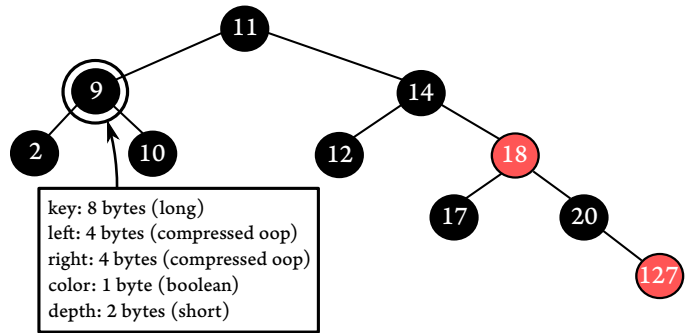 11
9
14
2
10
12
18
17
20
127
key: 8 bytes (long)
left: 4 bytes (compressed oop)
right: 4 bytes (compressed oop)
color: 1 byte (boolean)
depth: 2 bytes (short)